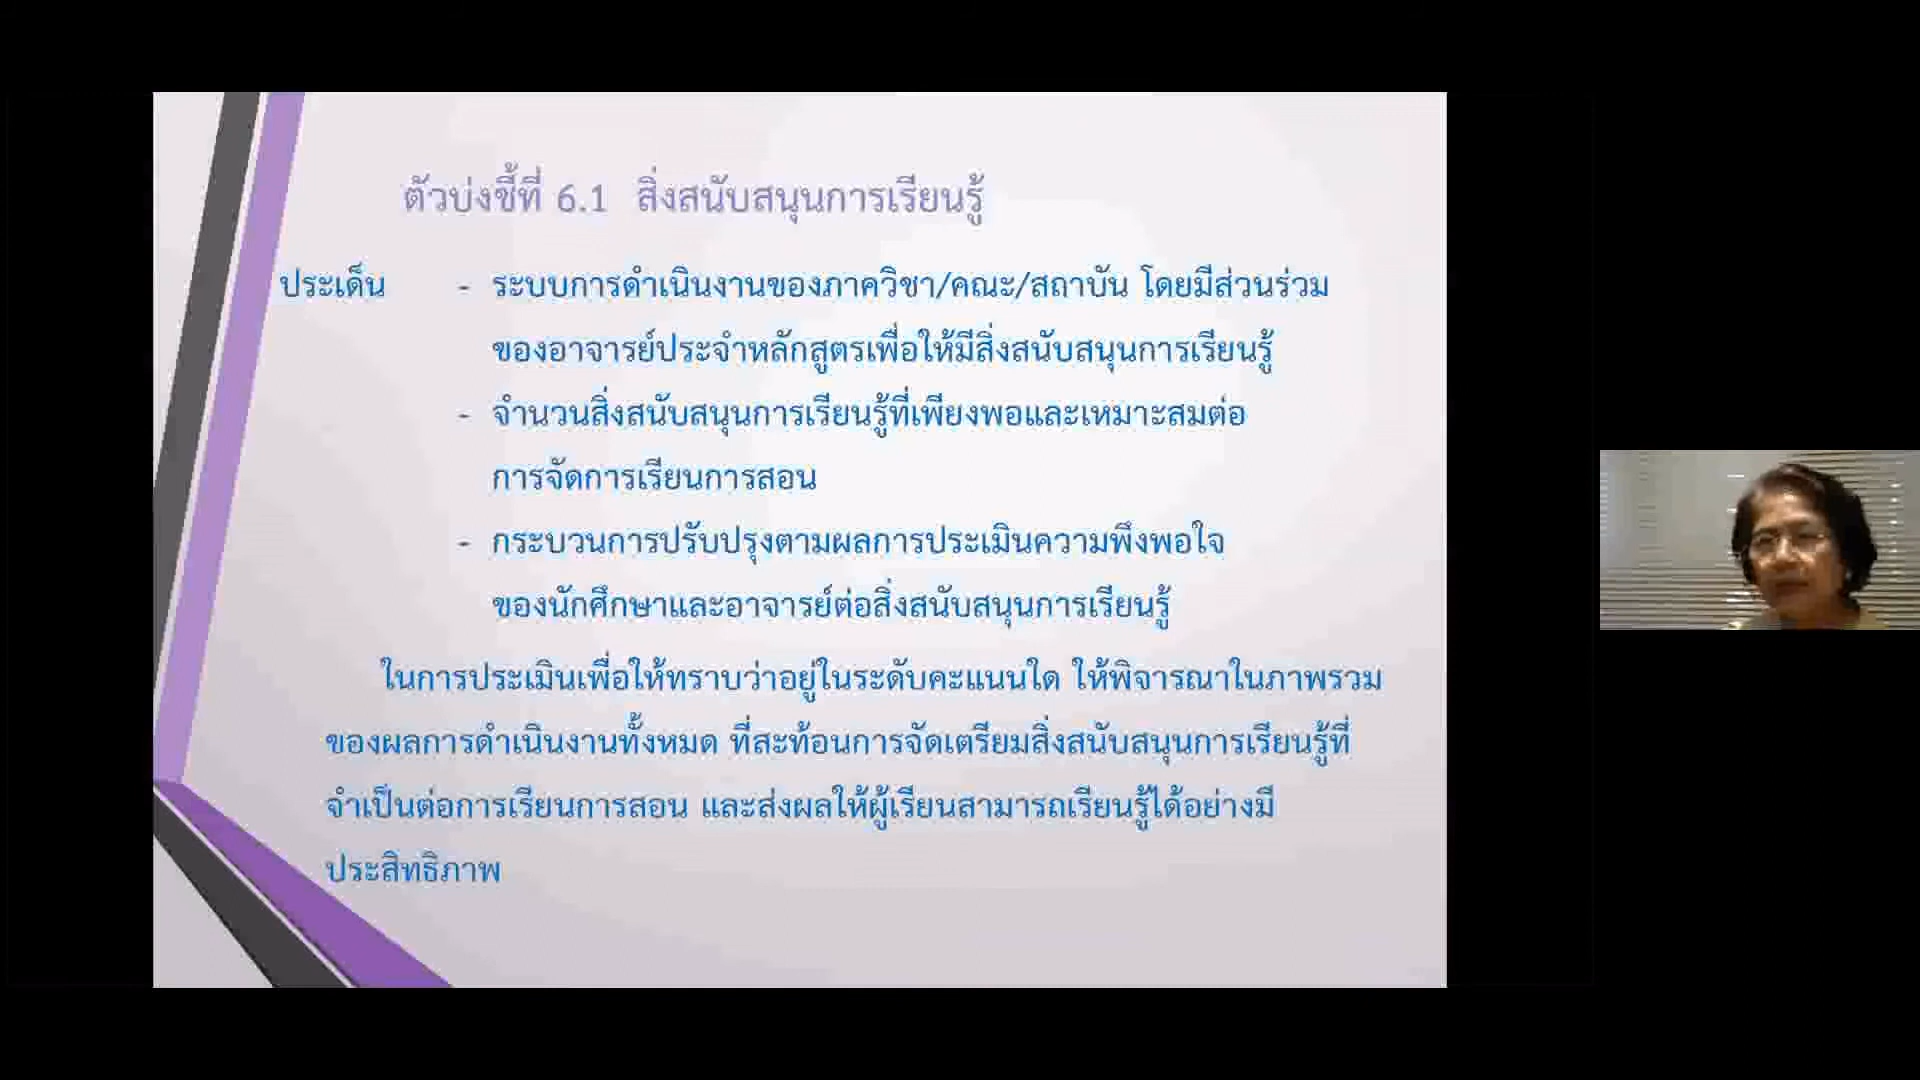 ตัวบ่งชี้ที่ 6.1 สิ่งสนับสนุนการเรียนรู้
ประเด็น - ระบบการดำเนินงานของภาควิชา/คณะ/สถาบัน โดยมีส่วนร่วม
ของอาจารย์ประจำหลักสูตรเพื่อให้มีสิ่งสนับสนุนการเรียนรู้
- จำนวนสิ่งสนับสนุนการเรียนรู้ที่เพียงพอและเหมาะสมต่อ
การจัดการเรียนการสอน
- กระบวนการปรับปรุงตามผลการประเมินความพึงพอใจ
ของนักศึกษาและอาจารย์ต่อสิ่งสนับสนุนการเรียนรู้
ในการประเมินเพื่อให้ทราบว่าอยู่ในระดับคะแนนใด ให้พิจารณาในภาพรวม
ของผลการดำเนินงานทั้งหมด ที่สะท้อนการจัดเตรียมสิ่งสนับสนุนการเรียนรู้ที่
จำเป็นต่อการเรียนการสอน และส่งผลให้ผู้เรียนสามารถเรียนรู้ได้อย่างมี
ประสิทธิภาพ